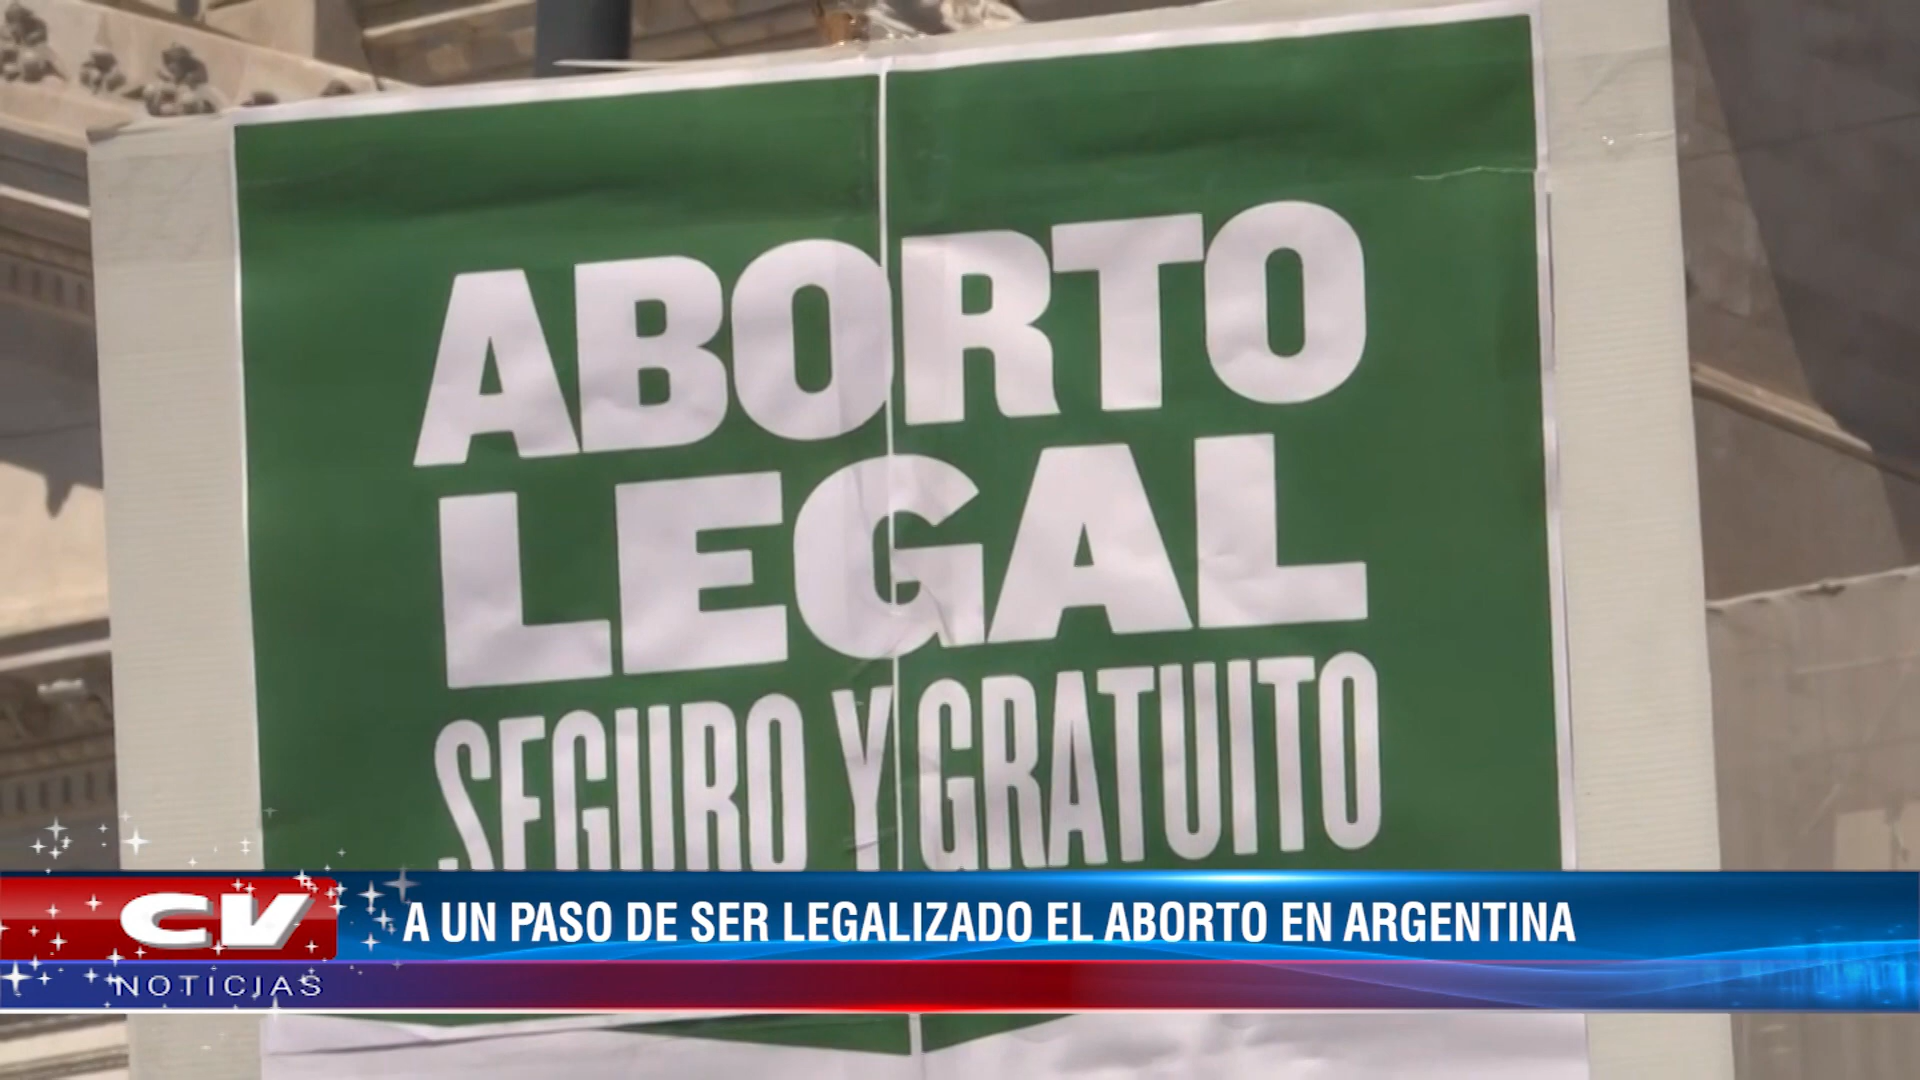 ABORTO
LEGAL
SEGURO Y GRATUITO
CV
NOTICIAS
A UN PASO DE SER LEGALIZADO EL ABORTO EN ARGENTINA